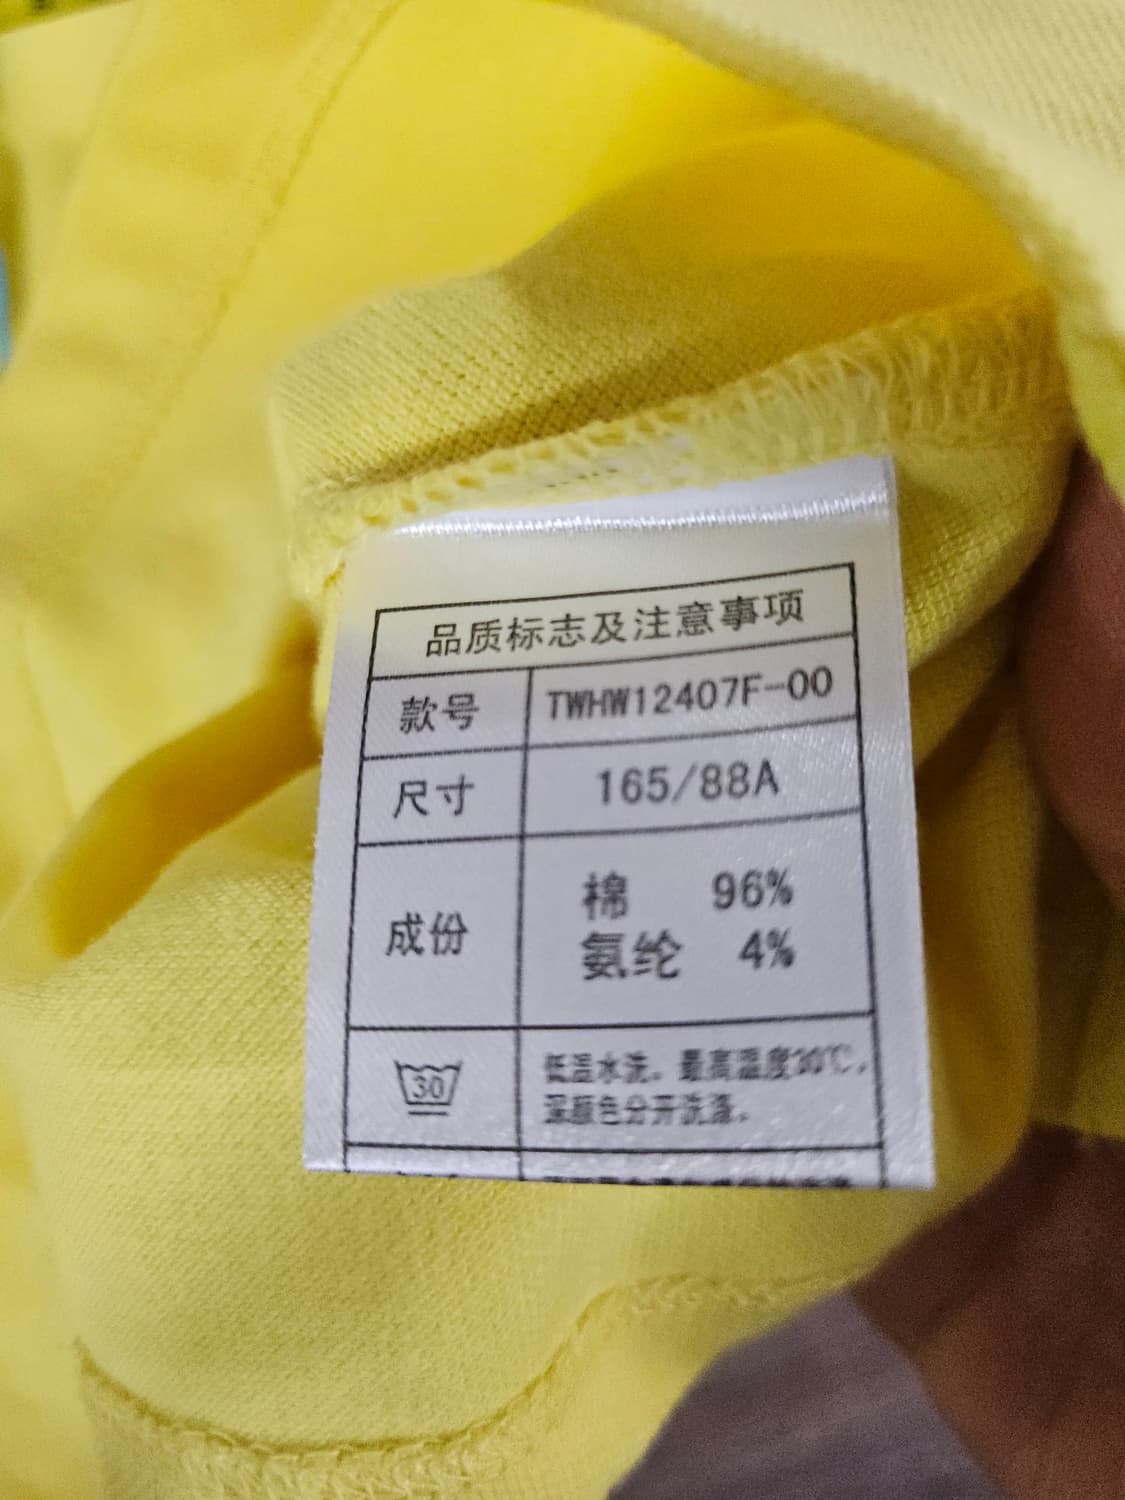 品质标志及注意事项
款号 TWHW12407F-00
尺寸 165/88A
成份 棉 96%
氨纶 4%
30 低温水洗。最高温度30℃,
深颜色分开洗涤。